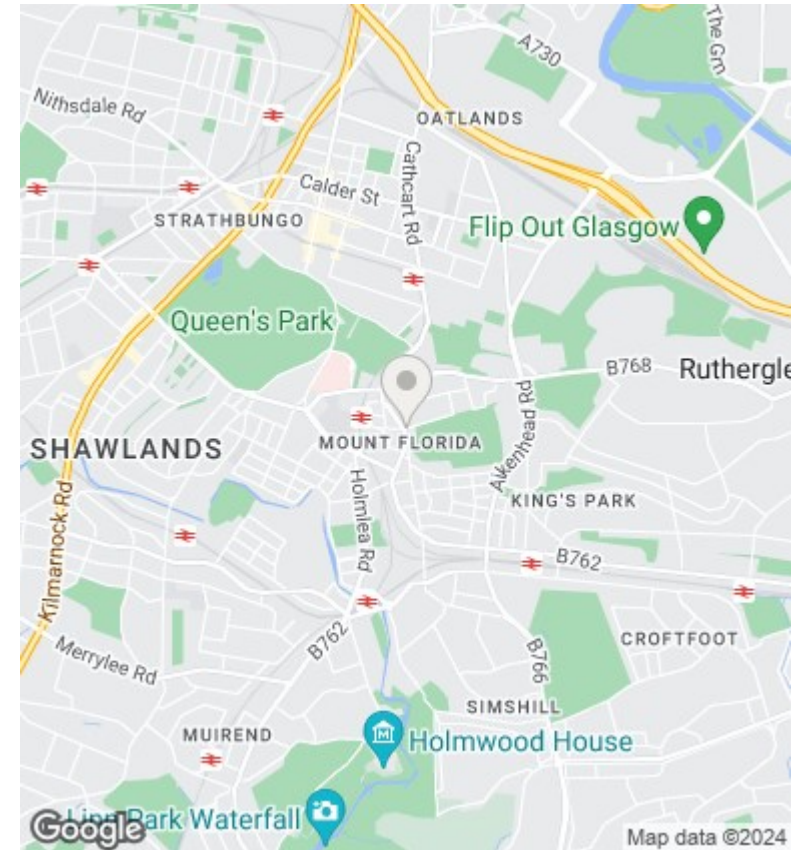 The Grn
A730
Nithsdale Rd
OATLANDS
Cathcart Rd
Calder St
STRATHBUNGO
Flip Out Glasgow
Queen's Park
B768
Ruthergle
Aikenhead Rd
SHAWLANDS
MOUNT FLORIDA
Holmlea Rd
KING'S PARK
Kilmarnock Rd
B762
B762
B766
CROFTFOOT
Merrylee Rd
SIMSHILL
MUIREND
M
Holmwood House
Linn Park Waterfall
Google
Map data ©2024